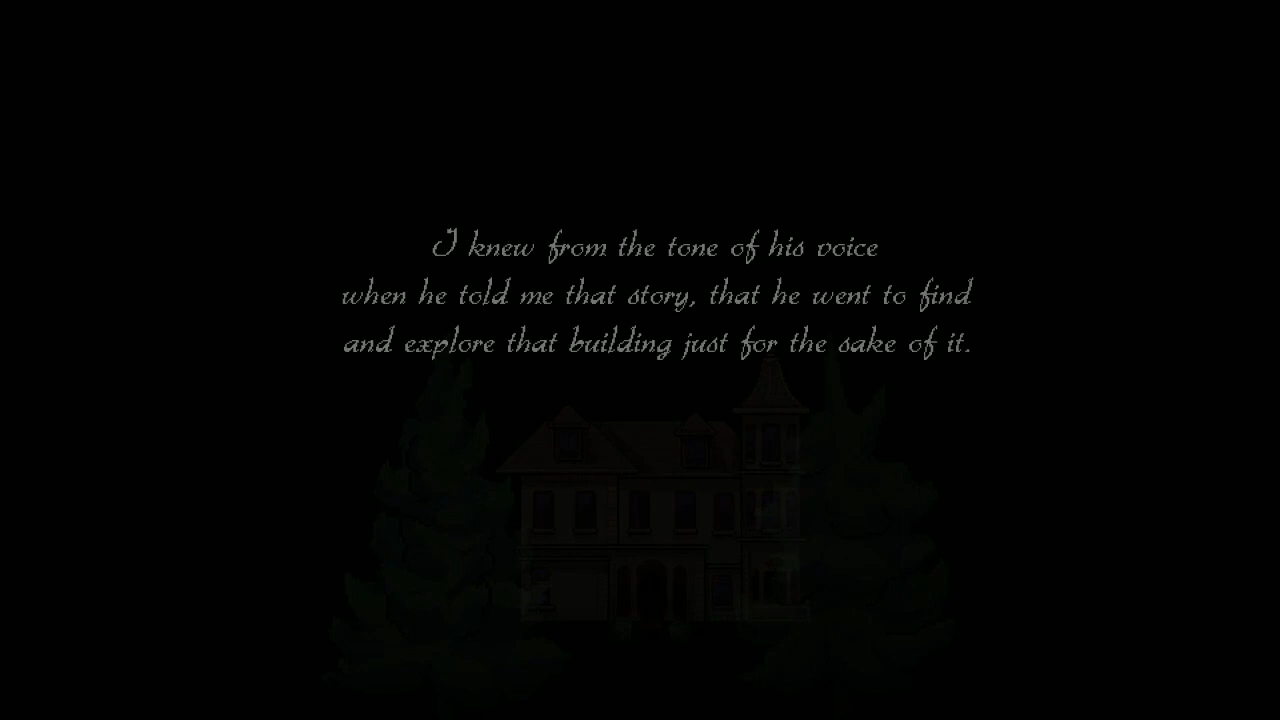 I knew from the tone of his voice
when he told me that story, that he went to find
and explore that building just for the sake of it.